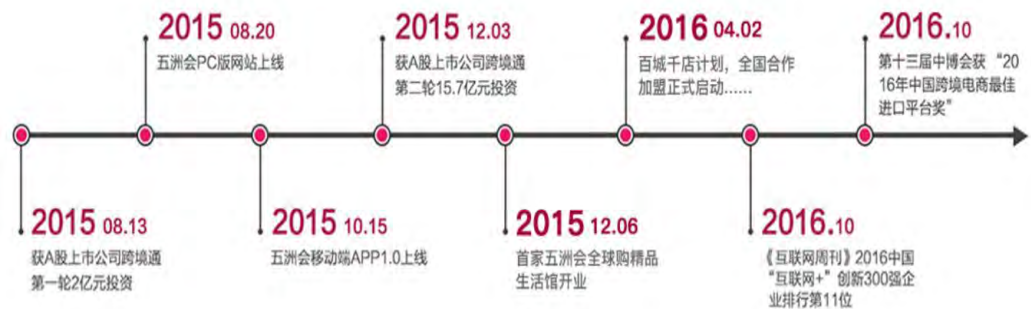 2015 08.20
五洲会PC版网站上线
2015 12.03
获A股上市公司跨境通
第二轮15.7亿元投资
2016 04.02
百城千店计划，全国合作
加盟正式启动……
2016.10
第十三届中博会获 “20
16年中国跨境电商最佳
进口平台奖”
2015 08.13
获A股上市公司跨境通
第一轮2亿元投资
2015 10.15
五洲会移动端APP1.0上线
2015 12.06
首家五洲会全球购精品
生活馆开业
2016.10
《互联网周刊》2016中国
“互联网+” 创新300强企
业排行第11位